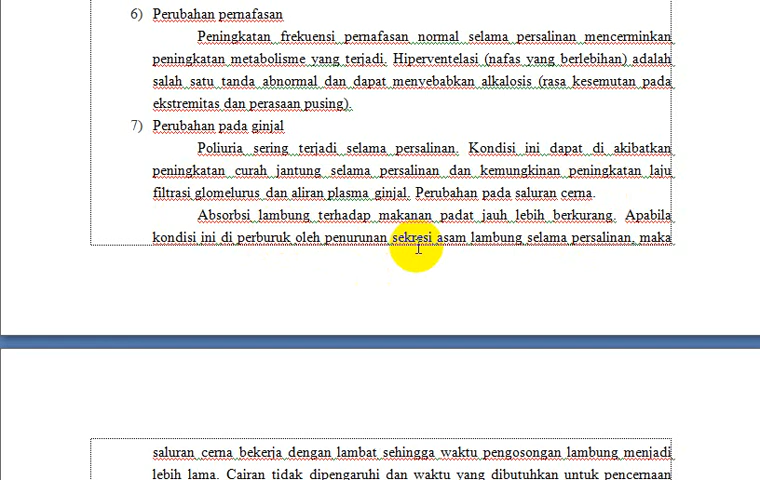 6) Perubahan pernafasan
Peningkatan frekuensi pernafasan normal selama persalinan mencerminkan
peningkatan metabolisme yang terjadi. Hiperventelasi (nafas yang berlebihan) adalah
salah satu tanda abnormal dan dapat menyebabkan alkalosis (rasa kesemutan pada
ekstremitas dan perasaan pusing).
7) Perubahan pada ginjal
Poliuria sering terjadi selama persalinan. Kondisi ini dapat di akibatkan
peningkatan curah jantung selama persalinan dan kemungkinan peningkatan laju
filtrasi glomelurus dan aliran plasma ginjal. Perubahan pada saluran cerna.
Absorbsi lambung terhadap makanan padat jauh lebih berkurang. Apabila
kondisi ini di perburuk oleh penurunan sekresi asam lambung selama persalinan, maka
saluran cerna bekerja dengan lambat sehingga waktu pengosongan lambung menjadi
lebih lama. Cairan tidak dipengaruhi dan waktu yang dibutuhkan untuk pencernaan